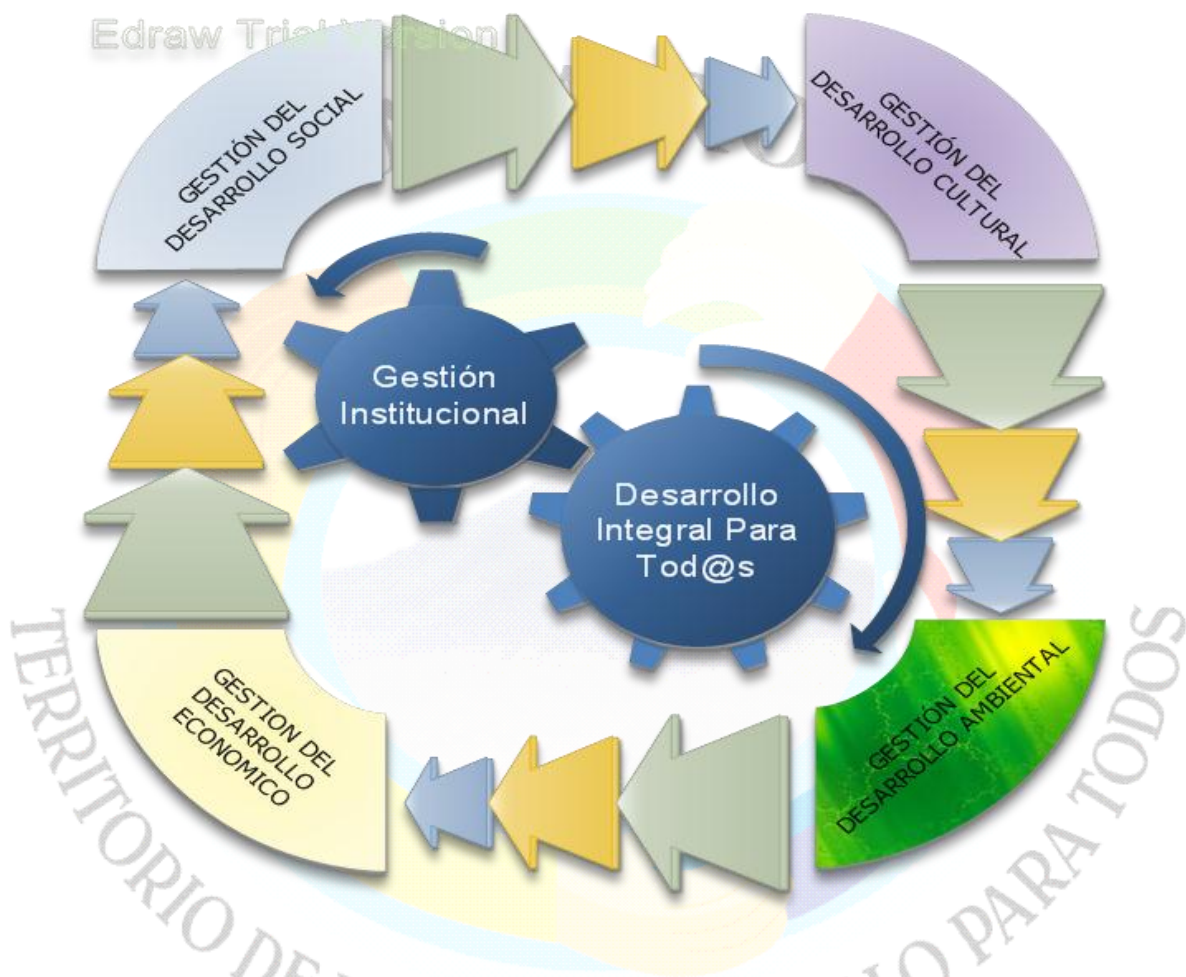 Edraw Trial Version
GESTIÓN DEL
DESARROLLO SOCIAL
GESTIÓN DEL
DESARROLLO CULTURAL
Gestión
Institucional
Desarrollo
Integral Para
Tod@s
GESTION DEL
DESARROLLO
ECONOMICO
GESTIÓN DEL
DESARROLLO AMBIENTAL
TERRITORIO DE
PARA TODOS